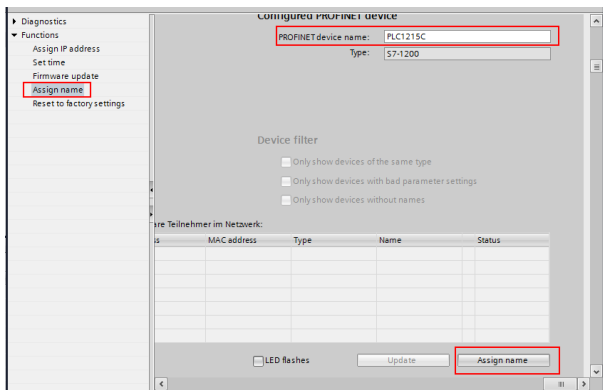 Diagnostics
Functions
Assign IP address
Set time
Firmware update
Assign name
Reset to factory settings
Configured PROFINET device
PROFINET device name: PLC1215C
Type: S7-1200
Device filter
Only show devices of the same type
Only show devices with bad parameter settings
Only show devices without names
are Teilnehmer im Netzwerk:
ss MAC address Type Name Status
LED flashes Update Assign name